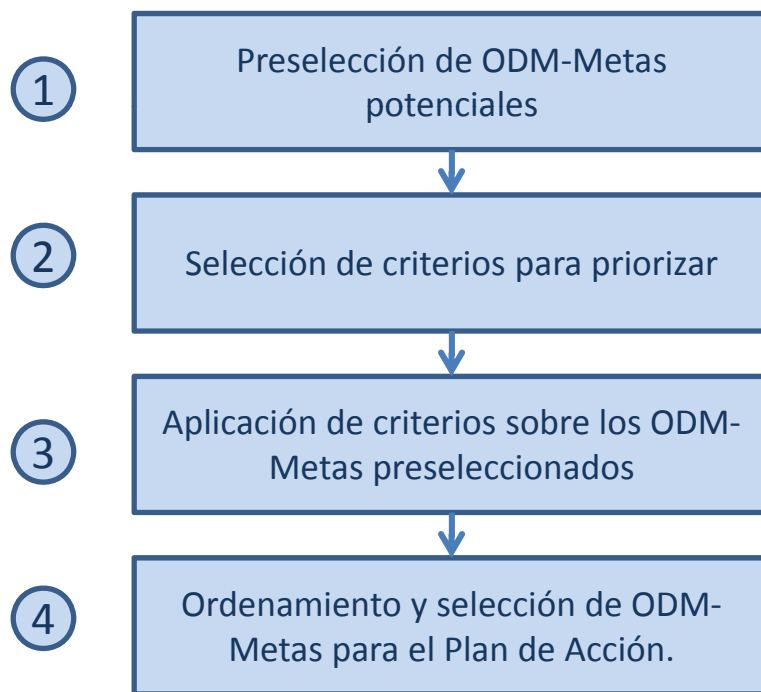 1
Preselección de ODM-Metas
potenciales
2
Selección de criterios para priorizar
3
Aplicación de criterios sobre los ODM-
Metas preseleccionados
4
Ordenamiento y selección de ODM-
Metas para el Plan de Acción.